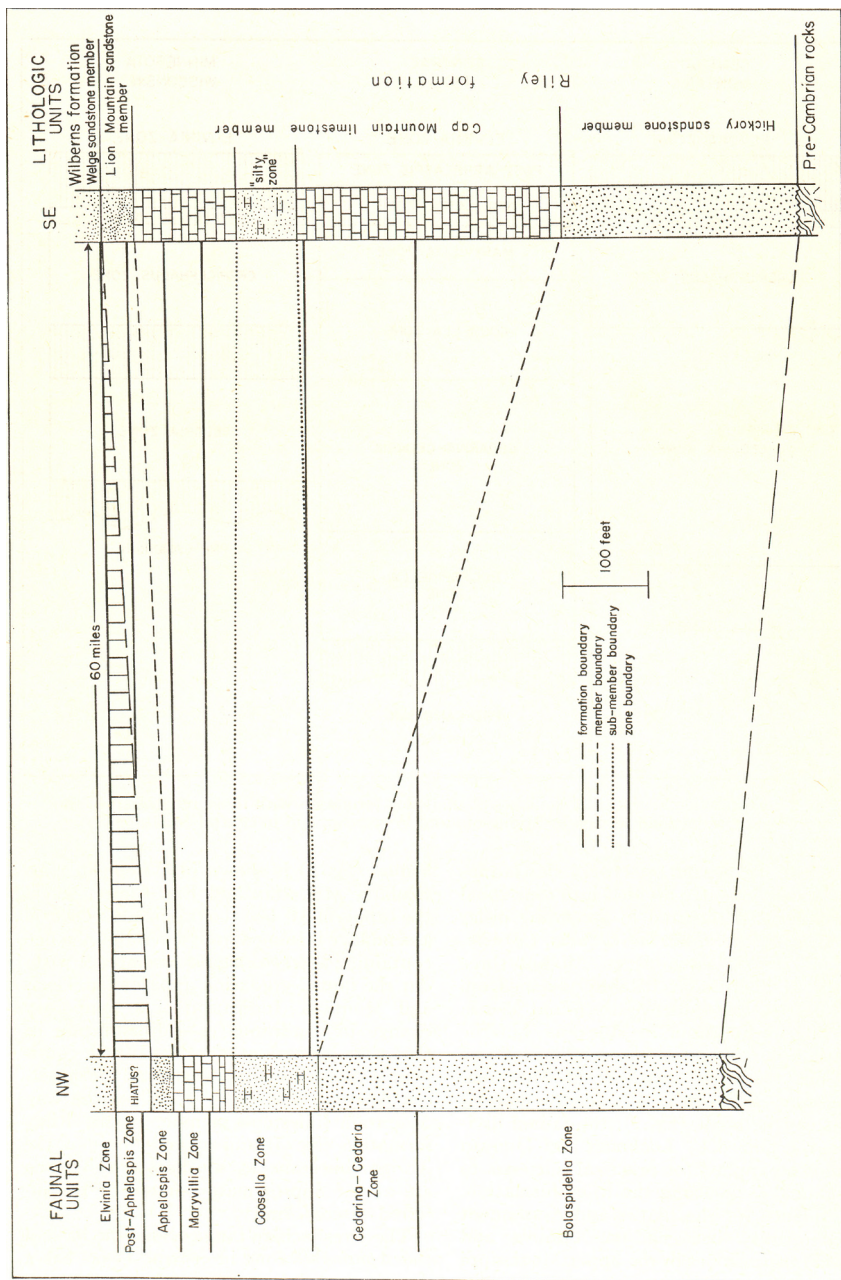 FAUNAL
UNITS
NW
SE
LITHOLOGIC
UNITS
Elvinia Zone
Post-Aphelaspis Zone
Aphelaspis Zone
Maryvillia Zone
Coosella Zone
Cedarina-Cedaria
Zone
Bolaspidella Zone
HIATUS?
60 miles
Wilberns formation
Welge sandstone member
Lion Mountain sandstone
member
"silty
zone"
Cap Mountain limestone member
Riley formation
Hickory sandstone member
Pre-Cambrian rocks
formation boundary
member boundary
sub-member boundary
zone boundary
100 feet